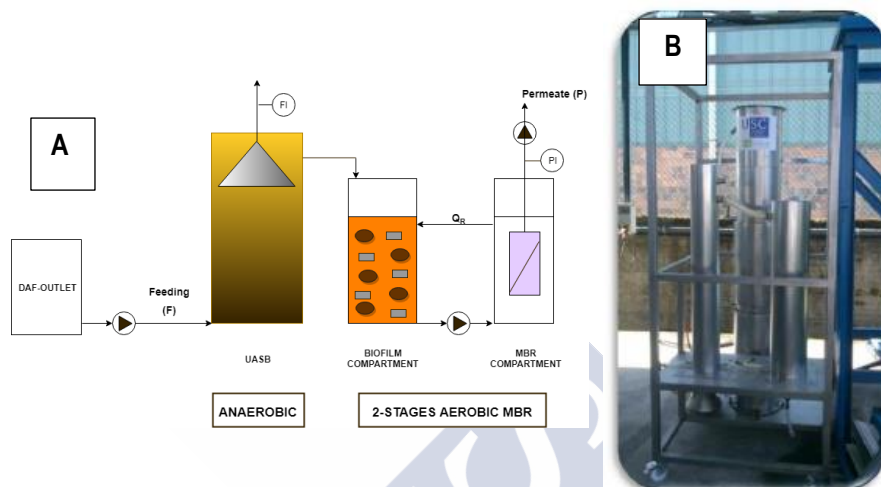 A
DAF-OUTLET
Feeding
(F)
FI
UASB
ANAEROBIC
BIOFILM
COMPARTMENT
QR
Permeate (P)
PI
MBR
COMPARTMENT
2-STAGES AEROBIC MBR
B
USC